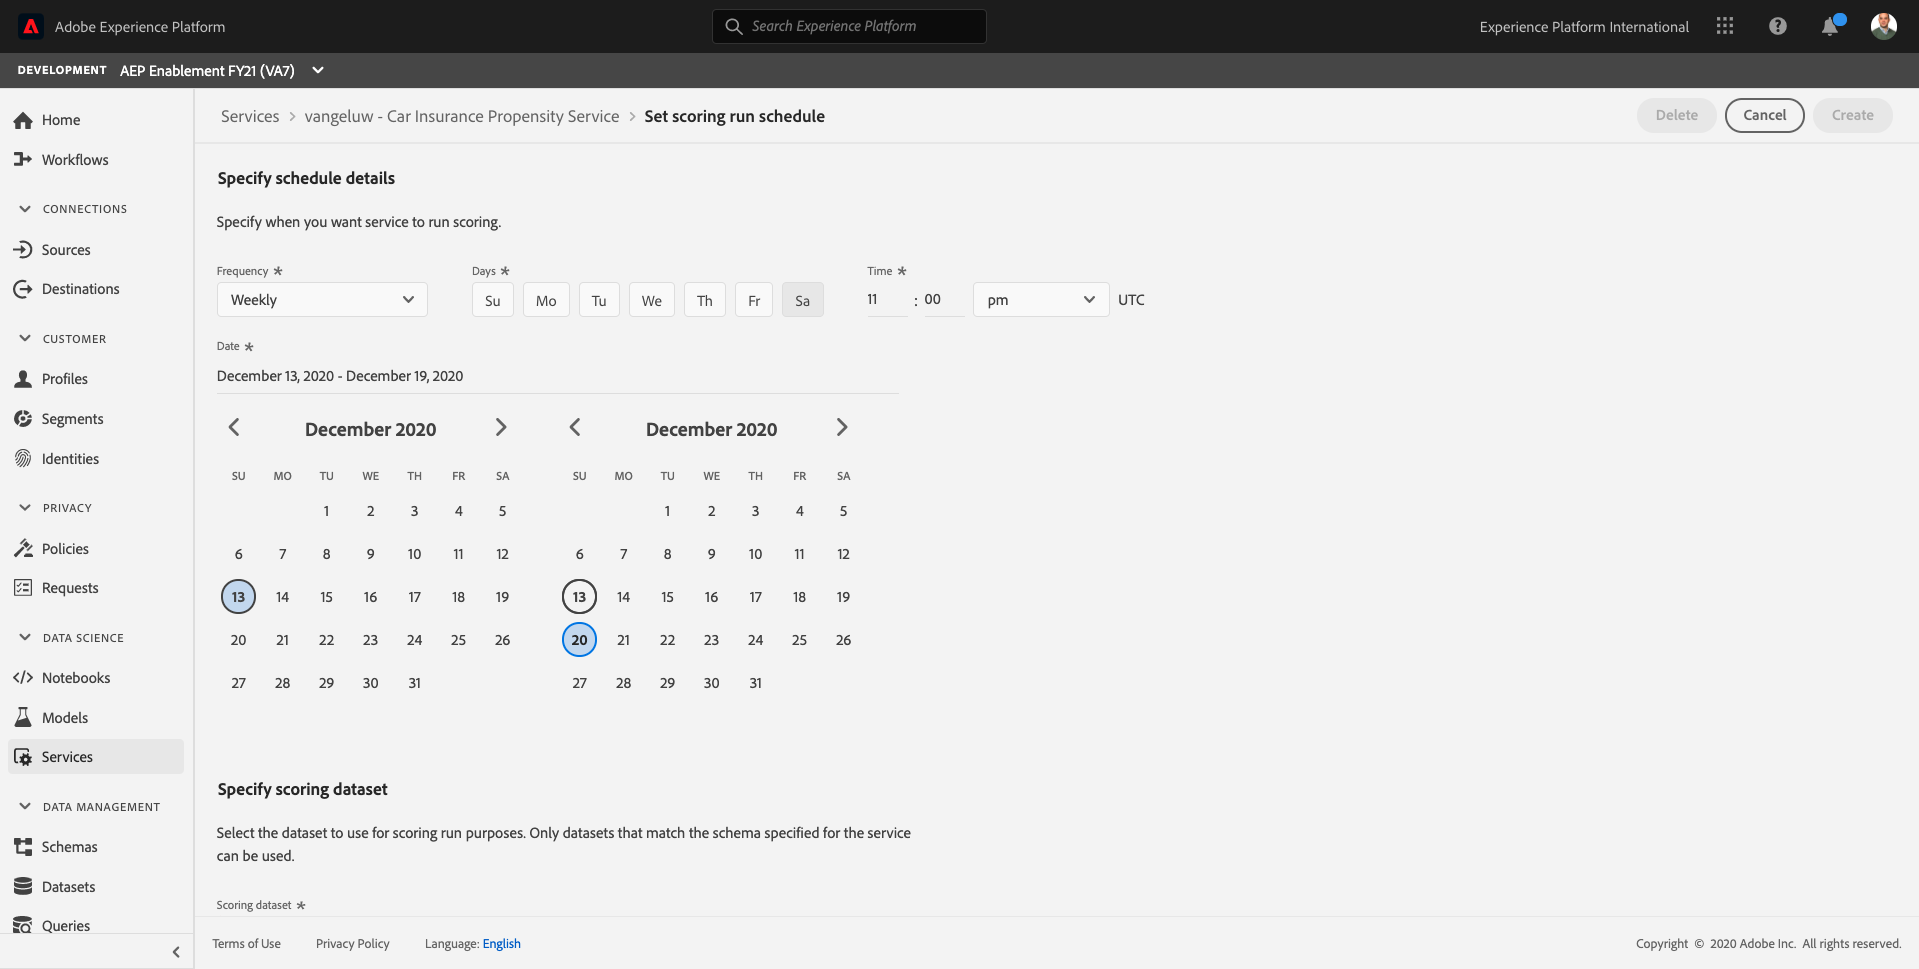 Adobe Experience Platform
Search Experience Platform
Experience Platform International
DEVELOPMENT AEP Enablement FY21 (VA7)
Home
Workflows
CONNECTIONS
Sources
Destinations
CUSTOMER
Profiles
Segments
Identities
PRIVACY
Policies
Requests
DATA SCIENCE
Notebooks
Models
Services
DATA MANAGEMENT
Schemas
Datasets
Queries
Services > vangeluw - Car Insurance Propensity Service > Set scoring run schedule
Delete Cancel Create
Specify schedule details
Specify when you want service to run scoring.
Frequency * Days * Time *
Weekly Su Mo Tu We Th Fr Sa 11 : 00 pm UTC
Date *
December 13, 2020 - December 19, 2020
December 2020
SU MO TU WE TH FR SA
1 2 3 4 5
6 7 8 9 10 11 12
13 14 15 16 17 18 19
20 21 22 23 24 25 26
27 28 29 30 31
December 2020
SU MO TU WE TH FR SA
1 2 3 4 5
6 7 8 9 10 11 12
13 14 15 16 17 18 19
20 21 22 23 24 25 26
27 28 29 30 31
Specify scoring dataset
Select the dataset to use for scoring run purposes. Only datasets that match the schema specified for the service
can be used.
Scoring dataset *
Terms of Use Privacy Policy Language: English
Copyright © 2020 Adobe Inc. All rights reserved.